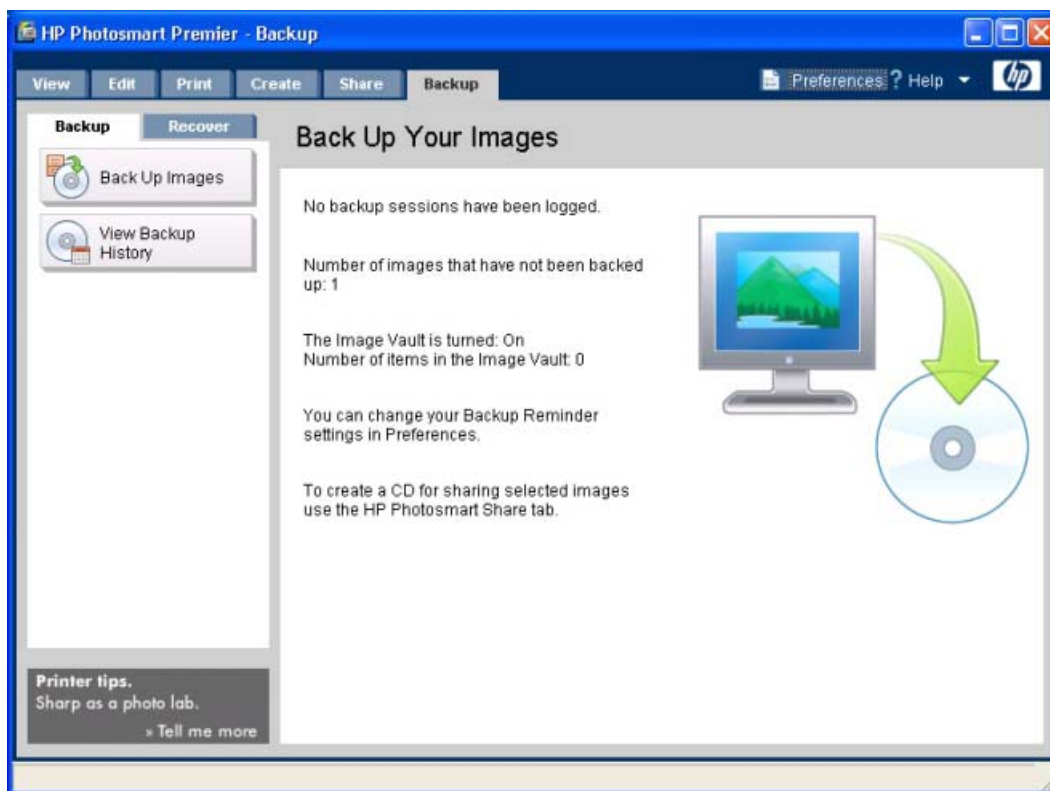 HP Photosmart Premier - Backup
View Edit Print Create Share Backup Preferences ? Help hp
Backup Recover
Back Up Images
View Backup
History
Back Up Your Images
No backup sessions have been logged.
Number of images that have not been backed
up: 1
The Image Vault is turned: On
Number of items in the Image Vault: 0
You can change your Backup Reminder
settings in Preferences.
To create a CD for sharing selected images
use the HP Photosmart Share tab.
Printer tips.
Sharp as a photo lab.
» Tell me more